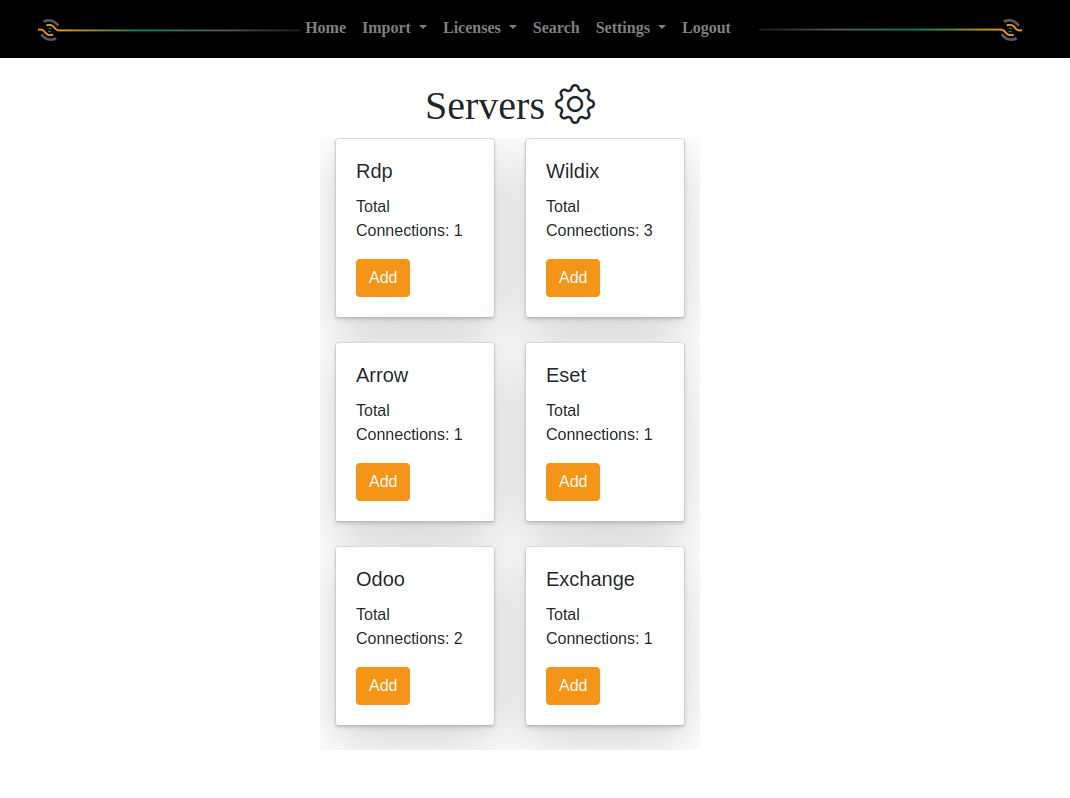 Home Import Licenses Search Settings Logout
Servers
Rdp
Total
Connections: 1
Add
Wildix
Total
Connections: 3
Add
Arrow
Total
Connections: 1
Add
Eset
Total
Connections: 1
Add
Odoo
Total
Connections: 2
Add
Exchange
Total
Connections: 1
Add